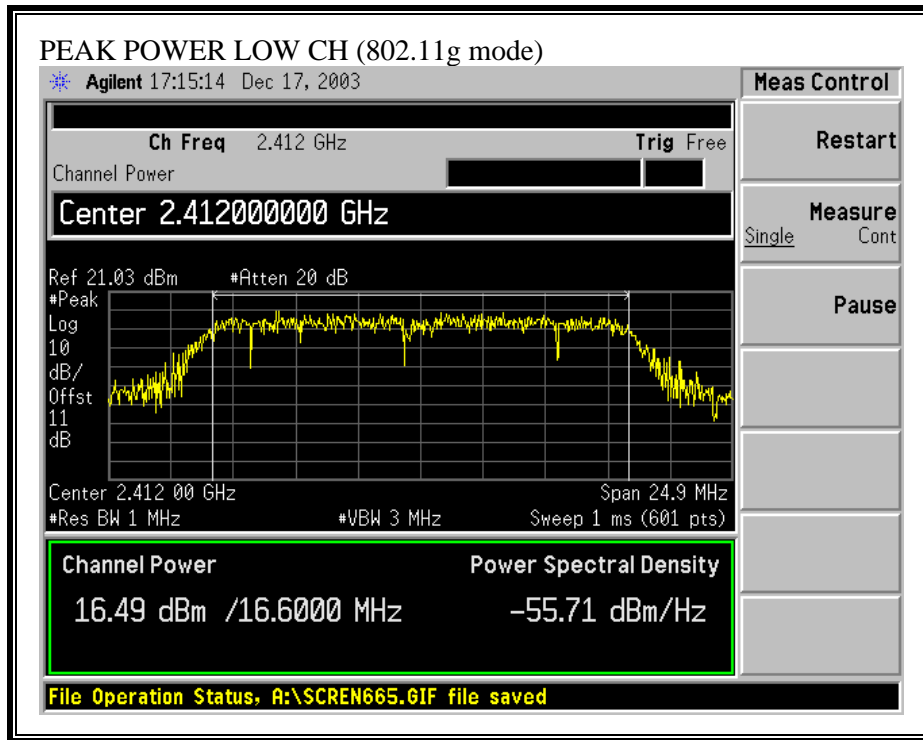 PEAK POWER LOW CH (802.11g mode)
Agilent 17:15:14 Dec 17, 2003
Meas Control
Ch Freq 2.412 GHz Trig Free
Channel Power
Center 2.412000000 GHz
Restart
Measure
Single Cont
Pause
Ref 21.03 dBm #Atten 20 dB
#Peak
Log
10
dB/
Offst
11
dB
Center 2.412 00 GHz Span 24.9 MHz
#Res BW 1 MHz #VBW 3 MHz Sweep 1 ms (601 pts)
Channel Power Power Spectral Density
16.49 dBm /16.6000 MHz -55.71 dBm/Hz
File Operation Status, A:\SCREN665.GIF file saved